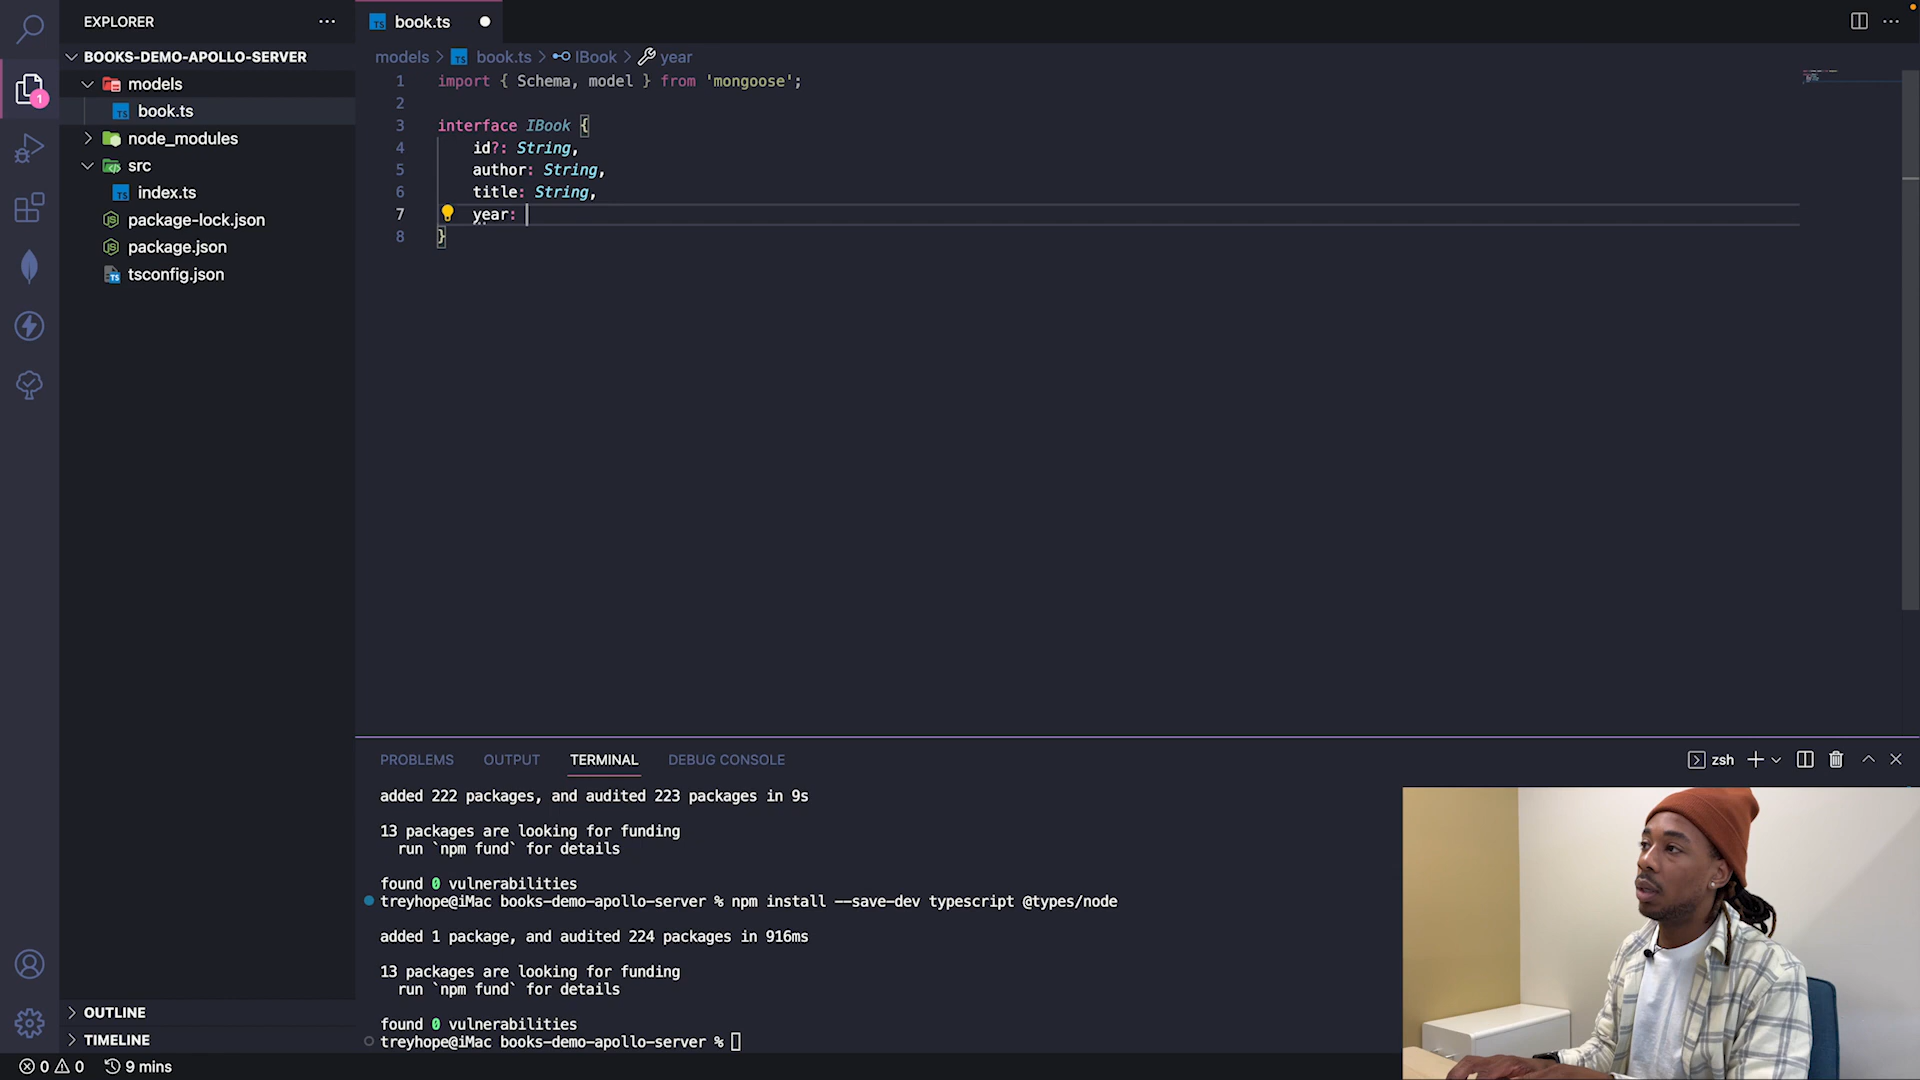 EXPLORER
BOOKS-DEMO-APOLLO-SERVER
models
TS book.ts
node_modules
src
TS index.ts
package-lock.json
package.json
TS tsconfig.json
OUTLINE
TIMELINE
1
TS book.ts
models > TS book.ts > IBook > year
1 import { Schema, model } from 'mongoose';
2
3 interface IBook {
4 id?: String,
5 author: String,
6 title: String,
7 year:
8 }
PROBLEMS OUTPUT TERMINAL DEBUG CONSOLE
zsh
added 222 packages, and audited 223 packages in 9s
13 packages are looking for funding
run `npm fund` for details
found 0 vulnerabilities
treyhope@iMac books-demo-apollo-server % npm install --save-dev typescript @types/node
added 1 package, and audited 224 packages in 916ms
13 packages are looking for funding
run `npm fund` for details
found 0 vulnerabilities
treyhope@iMac books-demo-apollo-server %
0 0 9 mins